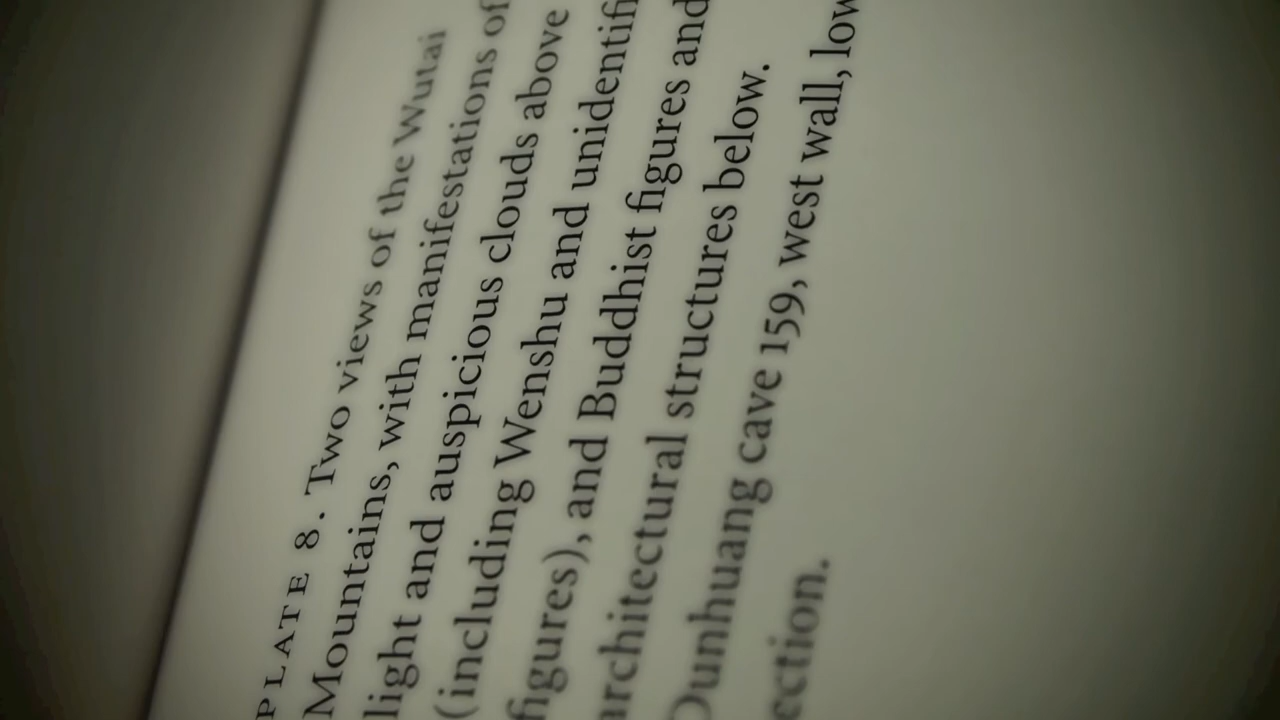 PLATE 8. Two views of the Wutai
Mountains, with manifestations of
light and auspicious clouds above
(including Wenshu and unidentifi
figures), and Buddhist figures and
architectural structures below.
Dunhuang cave 159, west wall, low
ection.